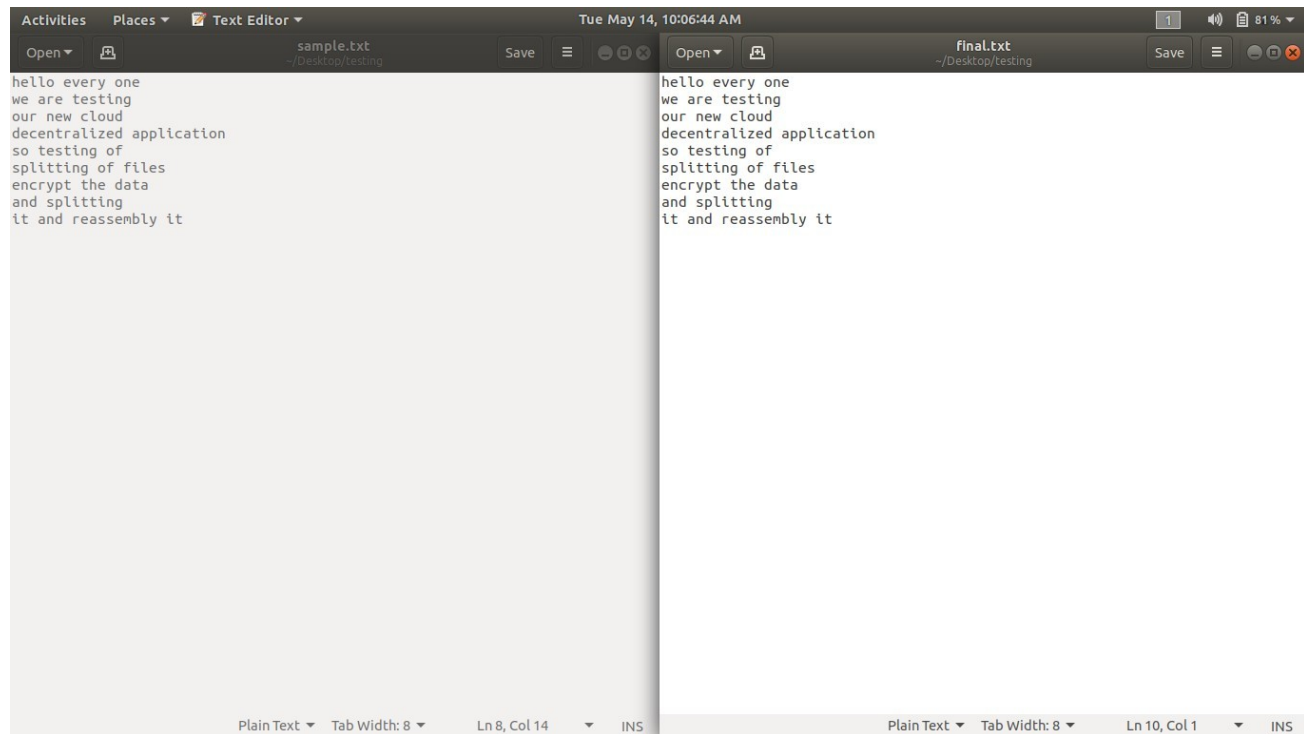 Activities Places Text Editor Tue May 14, 10:06:44 AM 1 81 %
Open sample.txt Save
~/Desktop/testing
hello every one
we are testing
our new cloud
decentralized application
so testing of
splitting of files
encrypt the data
and splitting
it and reassembly it
Plain Text Tab Width: 8 Ln 8, Col 14 INS
Open final.txt Save
~/Desktop/testing
hello every one
we are testing
our new cloud
decentralized application
so testing of
splitting of files
encrypt the data
and splitting
it and reassembly it
Plain Text Tab Width: 8 Ln 10, Col 1 INS